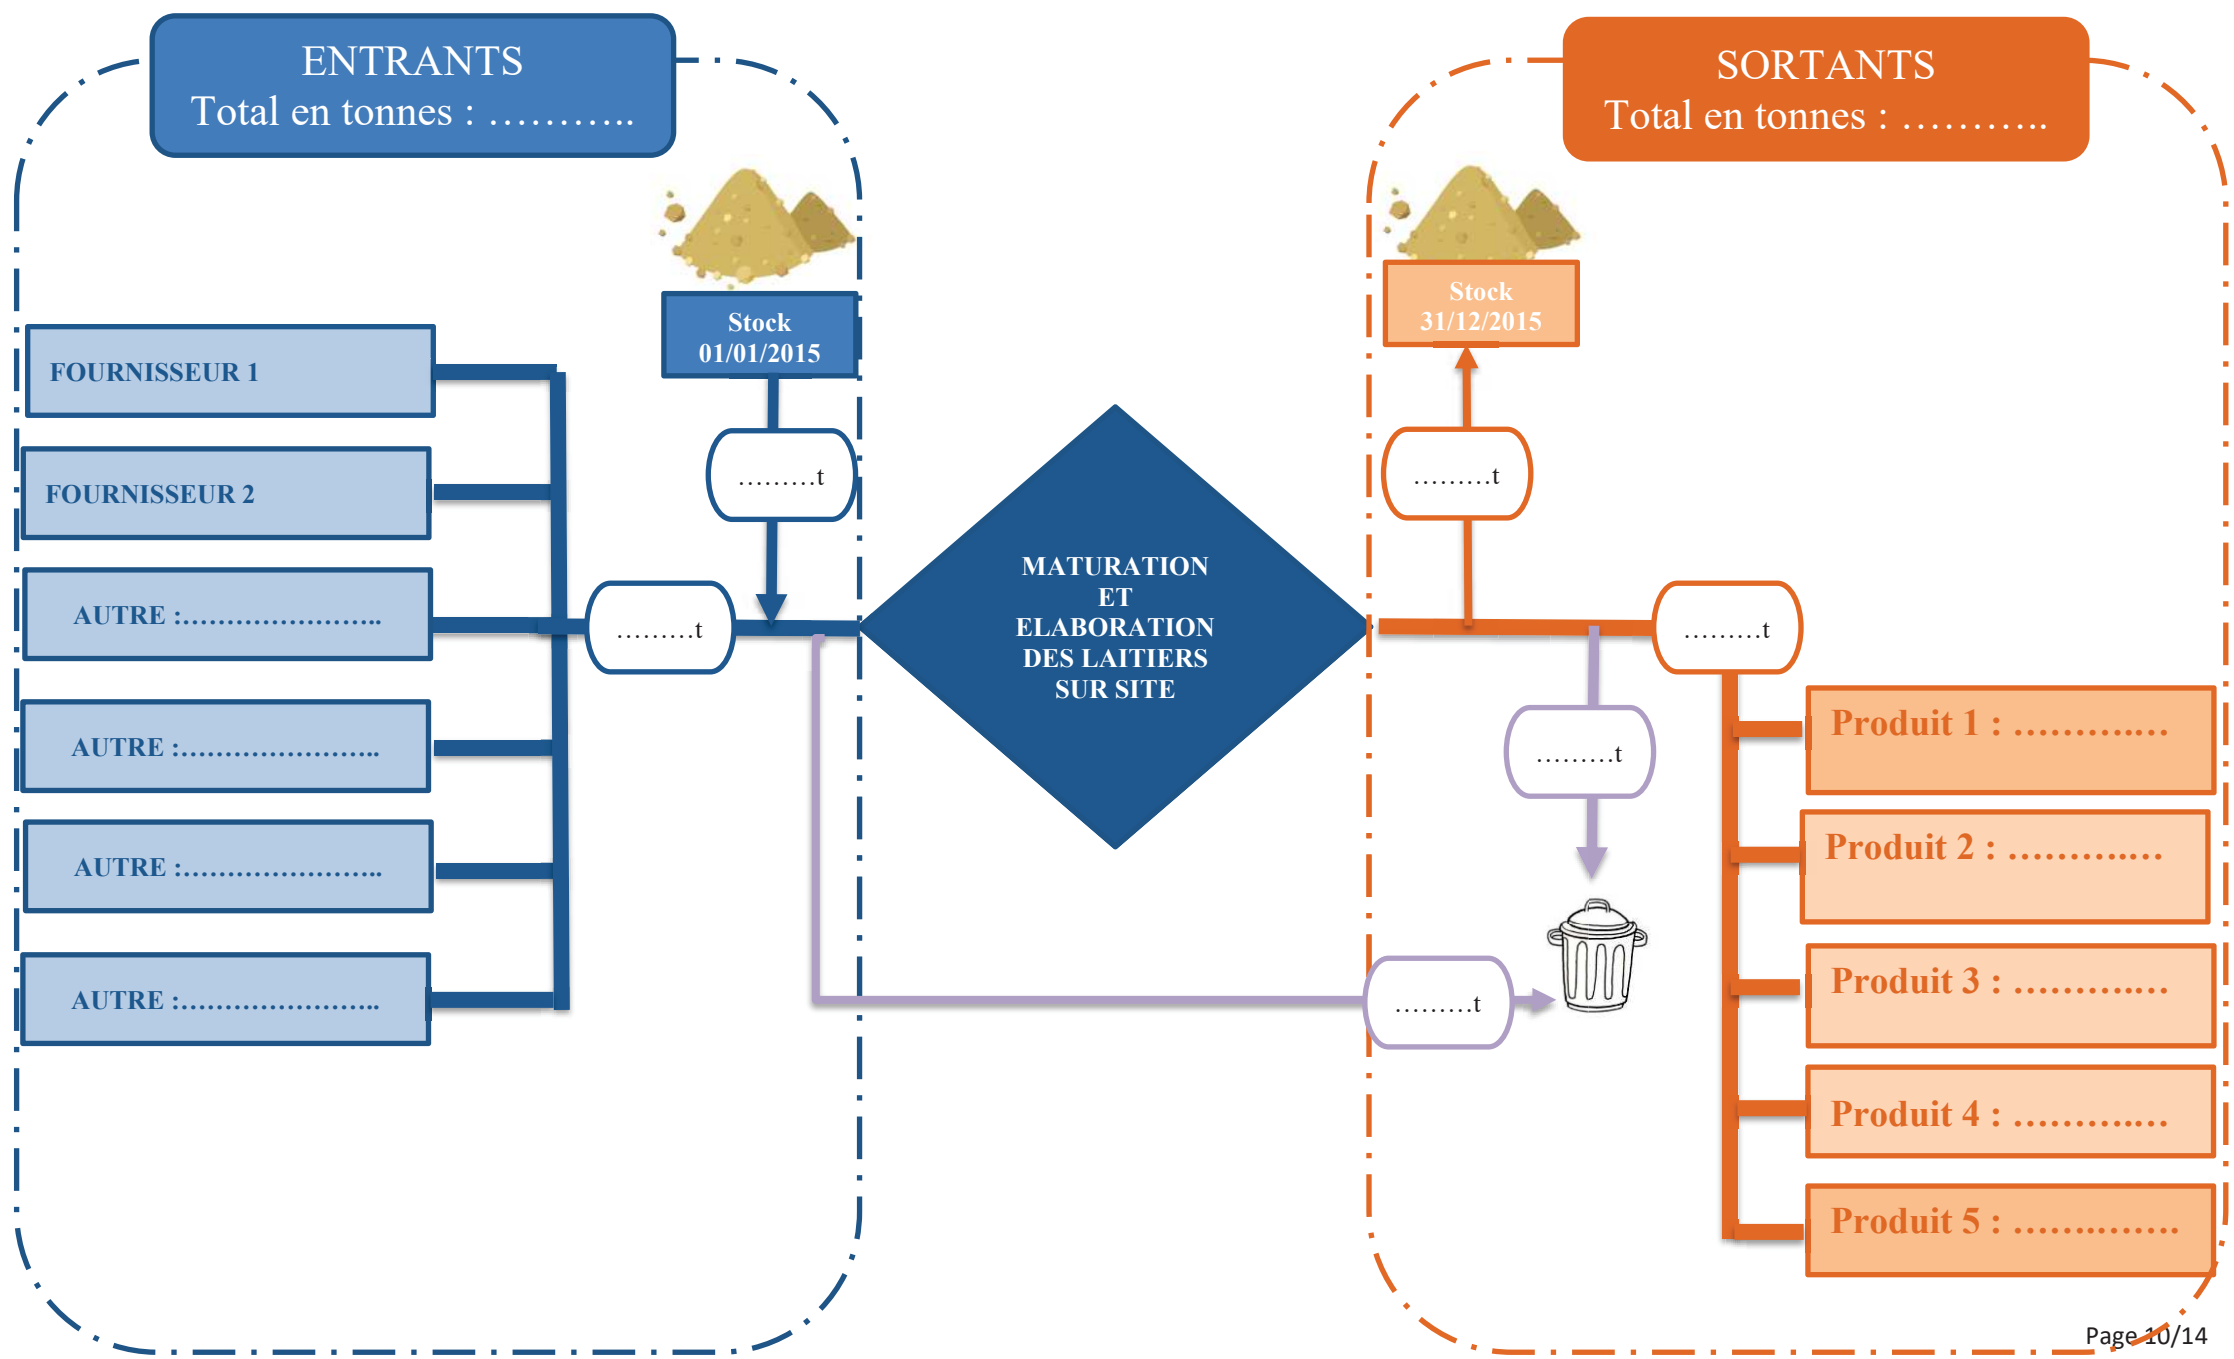 ENTRANTS
Total en tonnes : ………..
SORTANTS
Total en tonnes : ………..
Stock
01/01/2015
Stock
31/12/2015
FOURNISSEUR 1
FOURNISSEUR 2
AUTRE :…………………..
AUTRE :………………….
AUTRE :…………………..
AUTRE :………………….
………t
………t
MATURATION
ET
ELABORATION
DES LAITIERS
SUR SITE
………t
………t
………t
………t
Produit 1 : ……….…
Produit 2 : ……….…
Produit 3 : ……….…
Produit 4 : ……….…
Produit 5 : ………….
Page 10/14